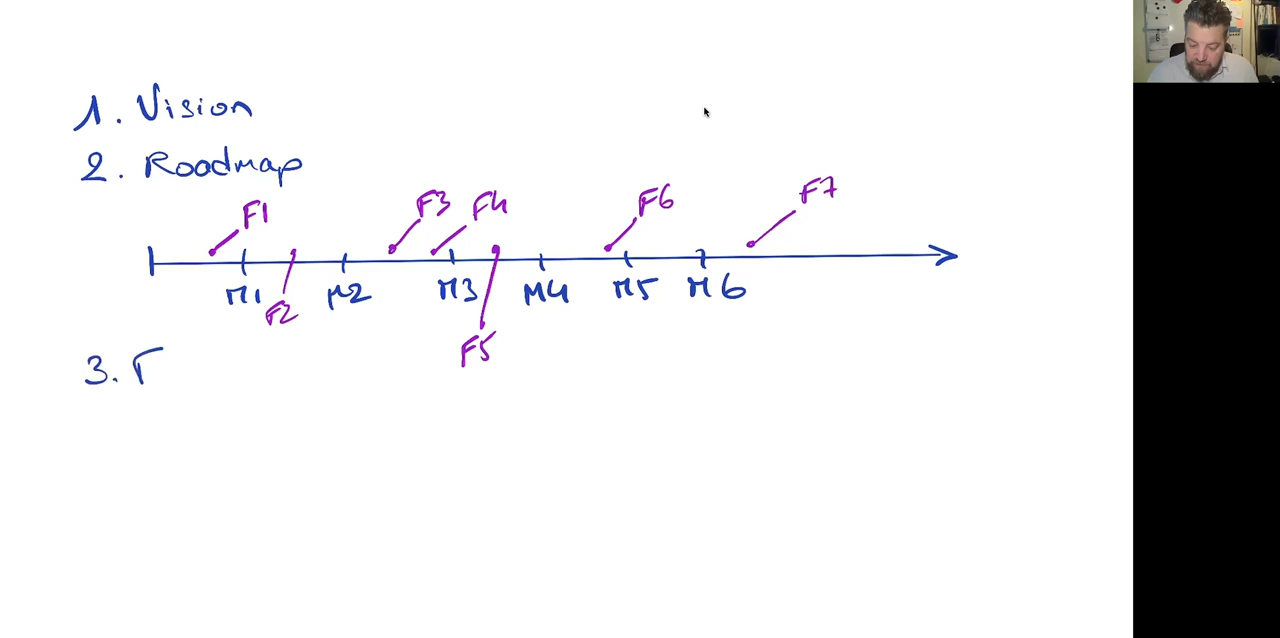 1. Vision
2. Roadmap
F1 F3 F4 F6 F7
M1 M2 M3 M4 M5 M6
F2
F5
3.